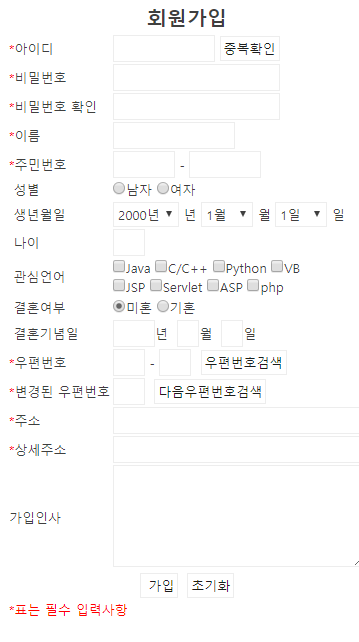 회원가입
*아이디 중복확인
*비밀번호
*비밀번호 확인
*이름
*주민번호 -
성별 남자 여자
생년월일 2000년 년 1월 월 1일 일
나이
관심언어 Java C/C++ Python VB
JSP Servlet ASP php
결혼여부 미혼 기혼
결혼기념일 년 월 일
*우편번호 - 우편번호검색
*변경된 우편번호 다음우편번호검색
*주소
*상세주소
가입인사
가입 초기화
*표는 필수 입력사항